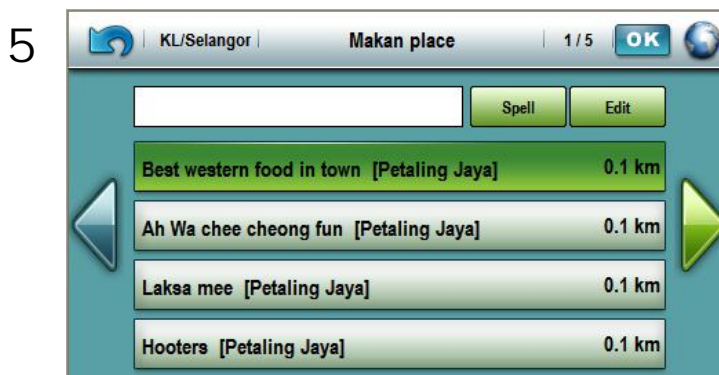 5
KL/Selangor Makan place 1/5 OK
Spell Edit
Best western food in town [Petaling Jaya] 0.1 km
Ah Wa chee cheong fun [Petaling Jaya] 0.1 km
Laksa mee [Petaling Jaya] 0.1 km
Hooters [Petaling Jaya] 0.1 km